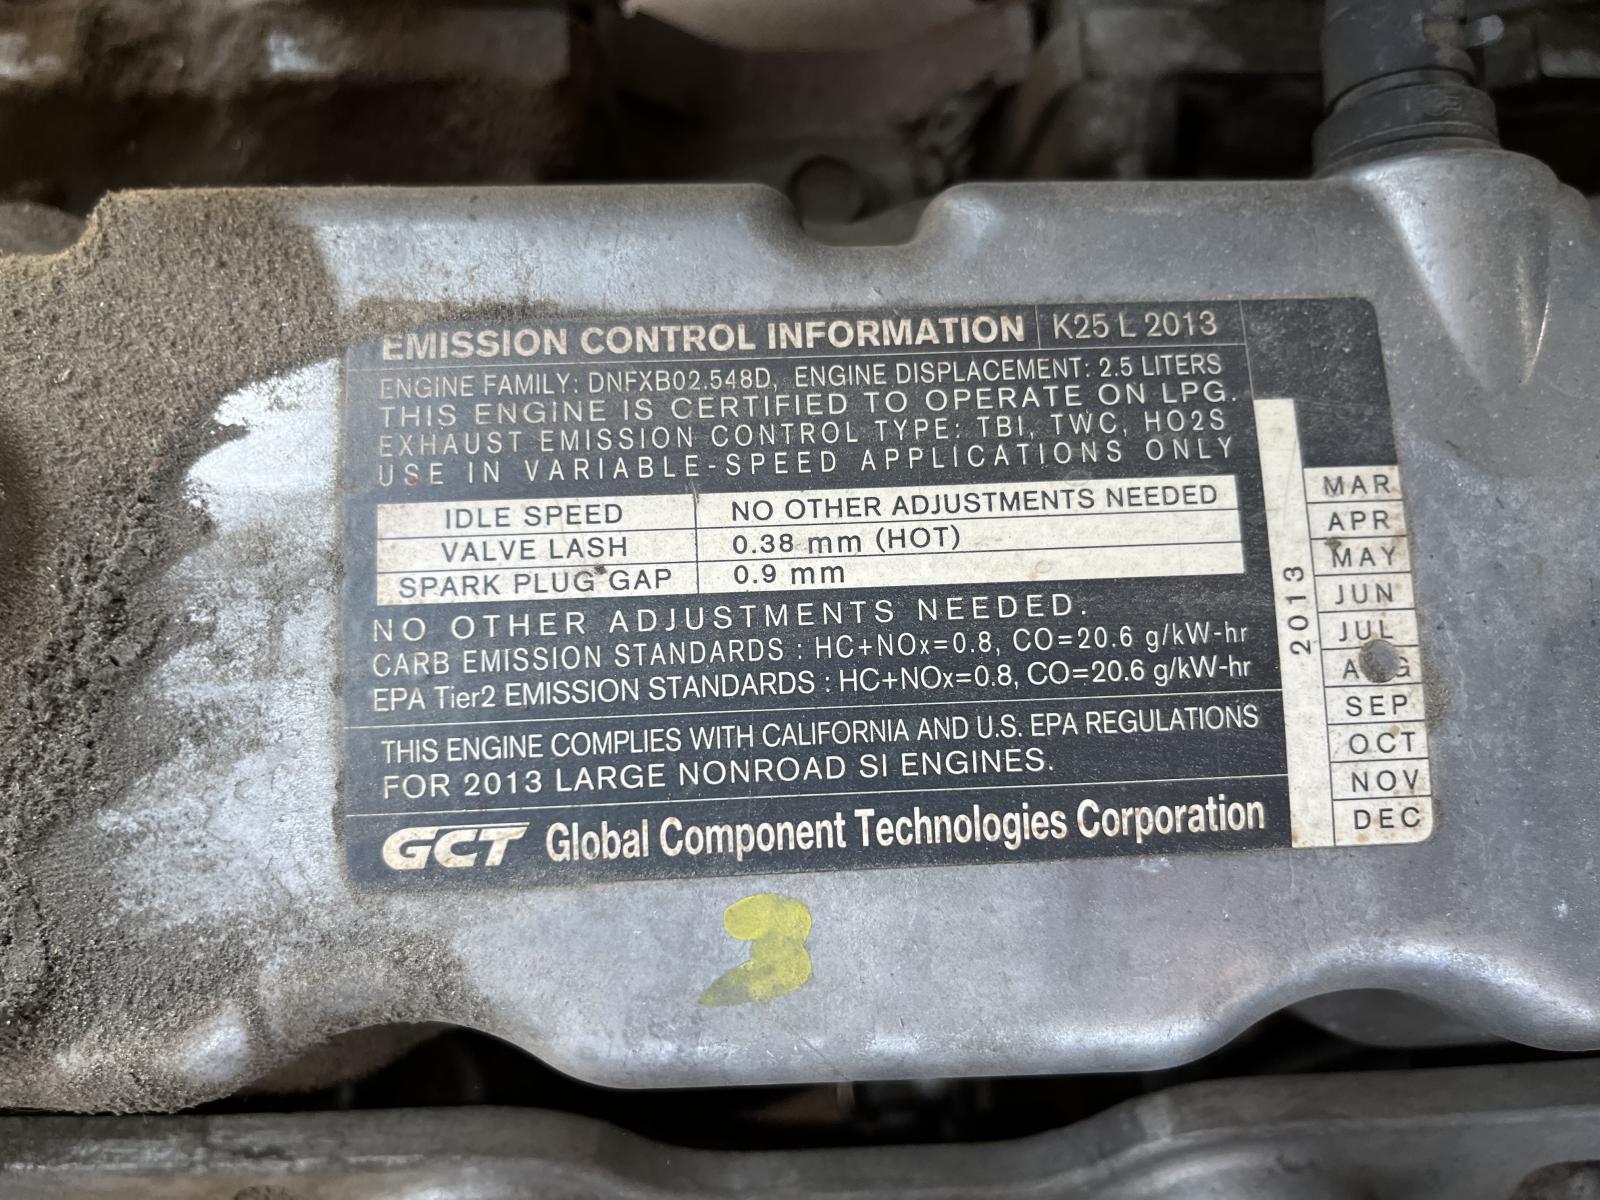 EMISSION CONTROL INFORMATION K25 L 2013
ENGINE FAMILY: DNFXB02.548D, ENGINE DISPLACEMENT: 2.5 LITERS
THIS ENGINE IS CERTIFIED TO OPERATE ON LPG.
EXHAUST EMISSION CONTROL TYPE: TBI, TWC, HO2S
USE IN VARIABLE-SPEED APPLICATIONS ONLY
IDLE SPEED NO OTHER ADJUSTMENTS NEEDED
VALVE LASH 0.38 mm (HOT)
SPARK PLUG GAP 0.9 mm
NO OTHER ADJUSTMENTS NEEDED.
CARB EMISSION STANDARDS : HC+NOx=0.8, CO=20.6 g/kW-hr
EPA Tier2 EMISSION STANDARDS : HC+NOx=0.8, CO=20.6 g/kW-hr
THIS ENGINE COMPLIES WITH CALIFORNIA AND U.S. EPA REGULATIONS
FOR 2013 LARGE NONROAD SI ENGINES.
GCT Global Component Technologies Corporation
2013
MAR
APR
MAY
JUN
JUL
AUG
SEP
OCT
NOV
DEC
3